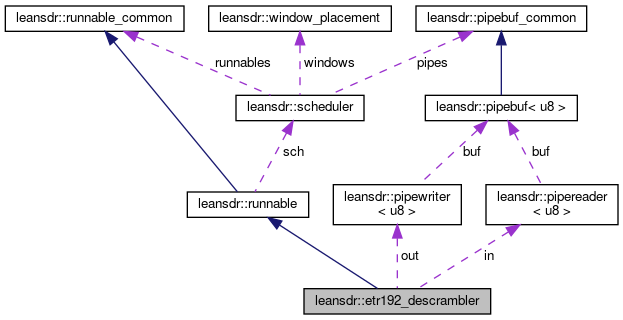 leansdr::runnable_common
leansdr::window_placement
leansdr::pipebuf_common
runnables
windows
pipes
leansdr::scheduler
leansdr::pipebuf< u8 >
sch
buf
buf
leansdr::runnable
leansdr::pipewriter
< u8 >
leansdr::pipereader
< u8 >
out
in
leansdr::etr192_descrambler